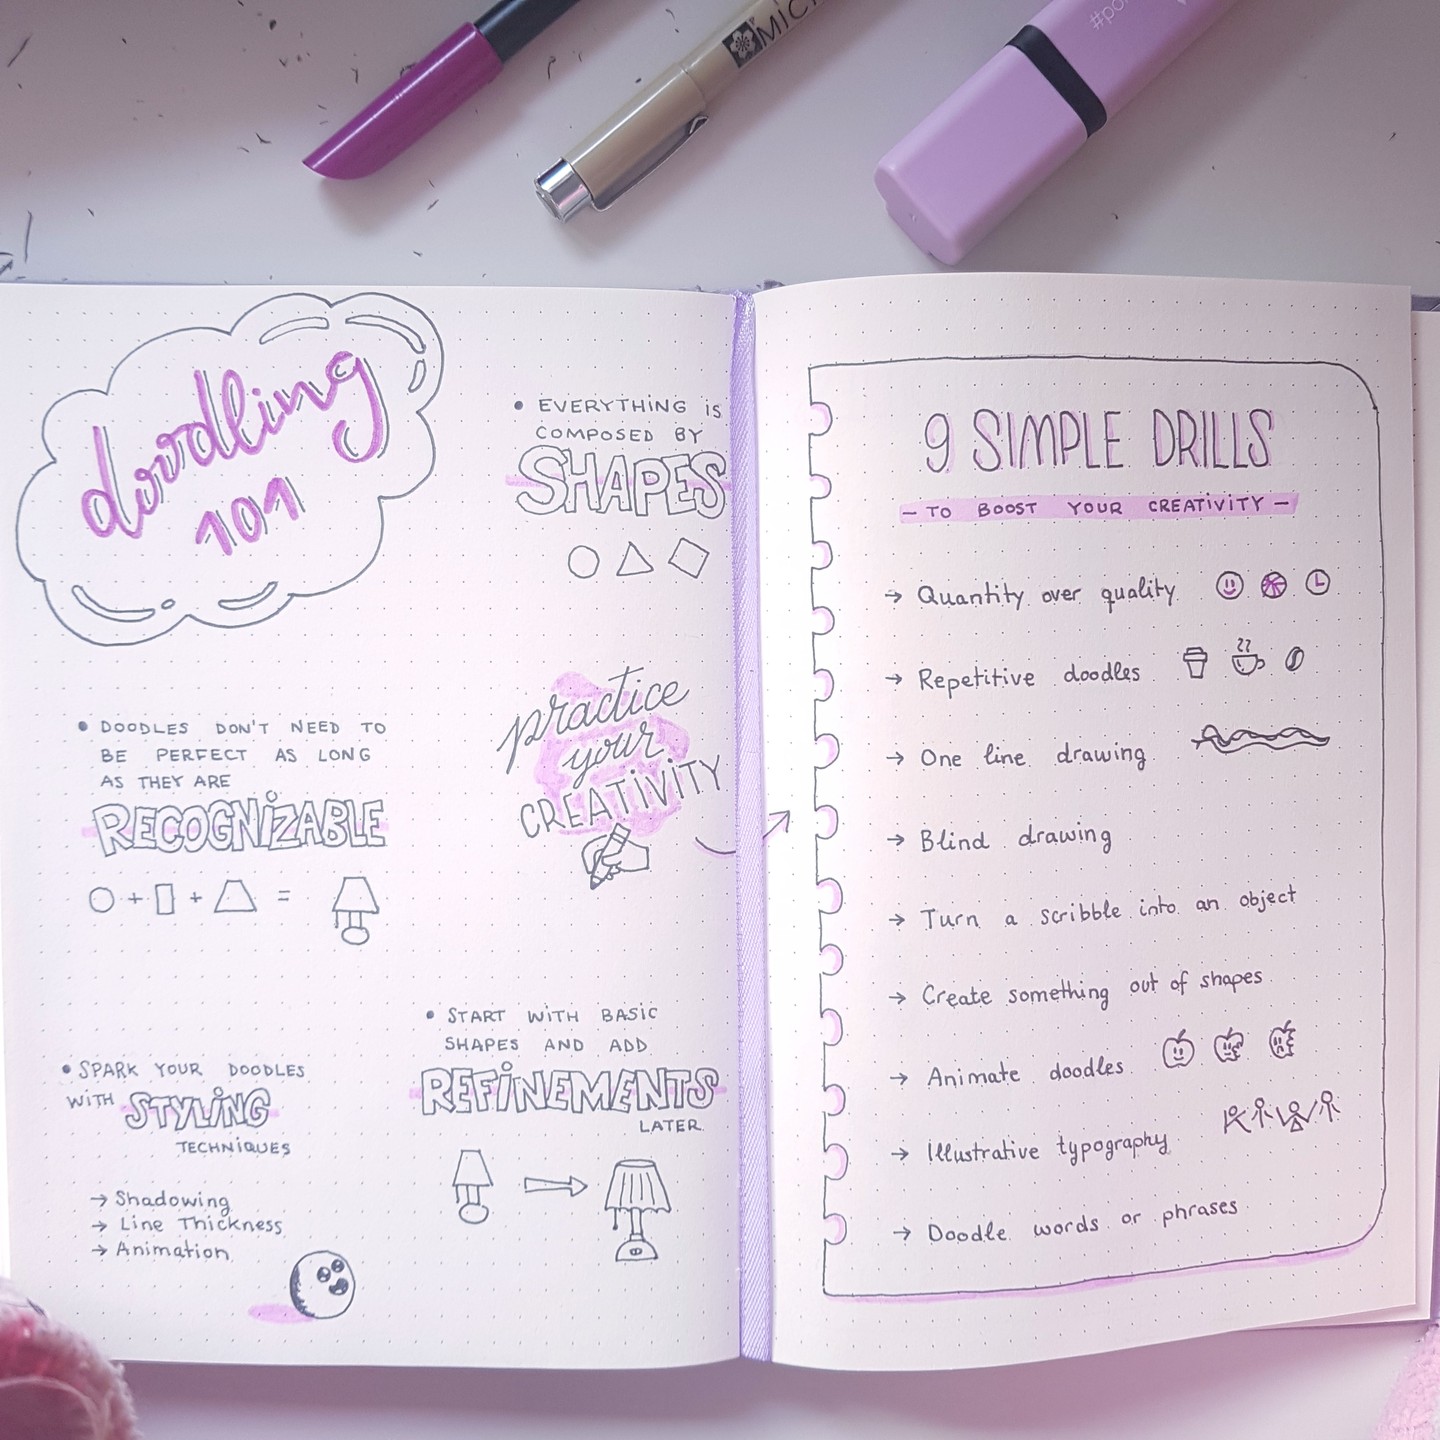 MICR
#po
doodling
101
• EVERYTHING is
COMPOSED BY
SHAPES
• DOODLES DON'T NEED TO
BE PERFECT AS LONG
AS THEY ARE
RECOGNiZABLE
+ + =
practice
your
CREATiViTY
• SPARK YOUR DOODLES
WiTH STYLiNG
TECHNiQUES
→ Shadowing
→ Line Thickness
→ Animation
• START WiTH BASiC
SHAPES AND ADD
REFiNEMENTS
LATER
9 SIMPLE DRILLS
- TO BOOST YOUR CREATiViTY -
→ Quantity over quality
→ Repetitive doodles
→ One line drawing
→ Blind drawing
→ Turn a scribble into an object
→ Create something out of shapes
→ Animate doodles
→ Illustrative typography
→ Doodle words or phrases